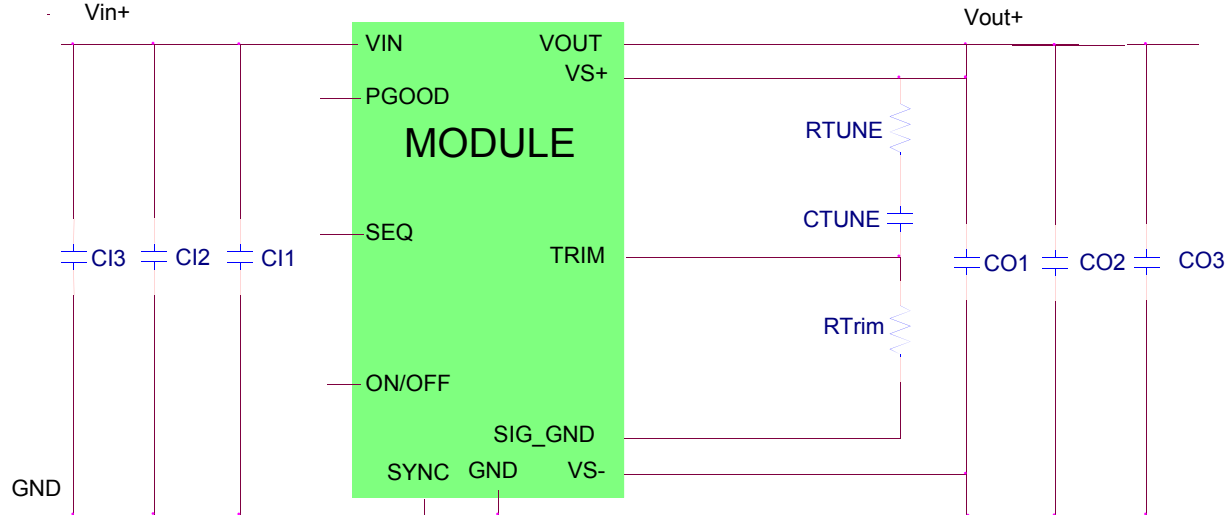 Vin+
Vout+
VIN
VOUT
VS+
PGOOD
RTUNE
MODULE
CTUNE
SEQ
TRIM
CI3
CI2
CI1
CO1
CO2
CO3
RTrim
ON/OFF
SIG_GND
SYNC
GND
VS-
GND